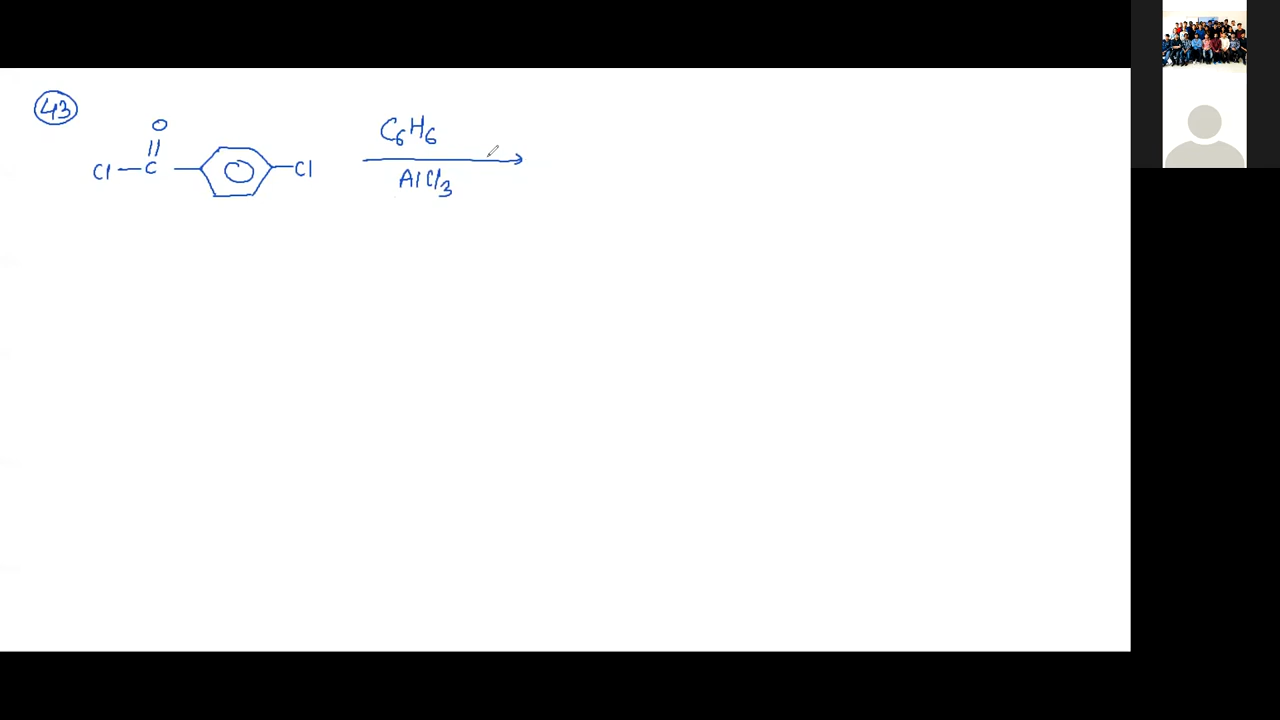 43
O
||
Cl — C — Cl
C6H6
AlCl3